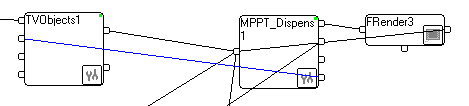 TVObjects1
MPPT_Dispens
1
FRender3